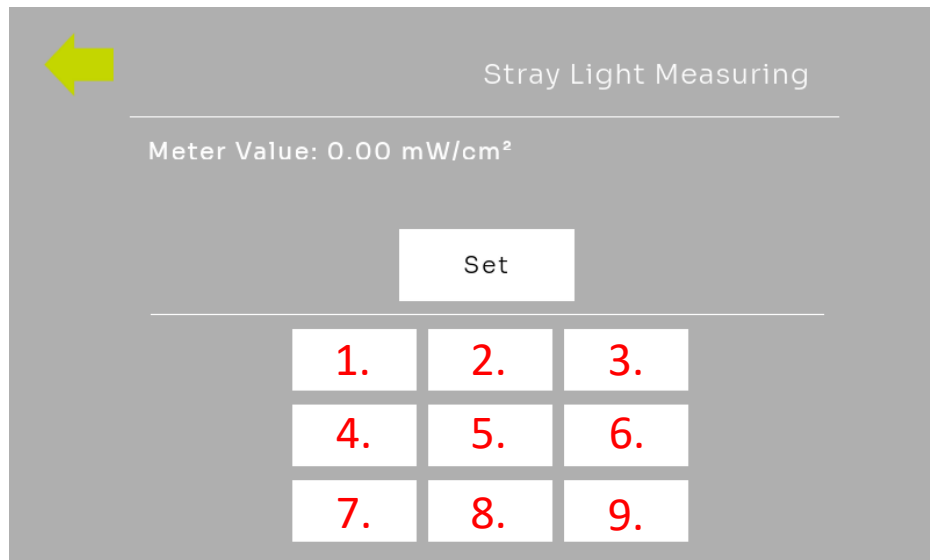 Stray Light Measuring
Meter Value: 0.00 mW/cm²
Set
1. 2. 3.
4. 5. 6.
7. 8. 9.